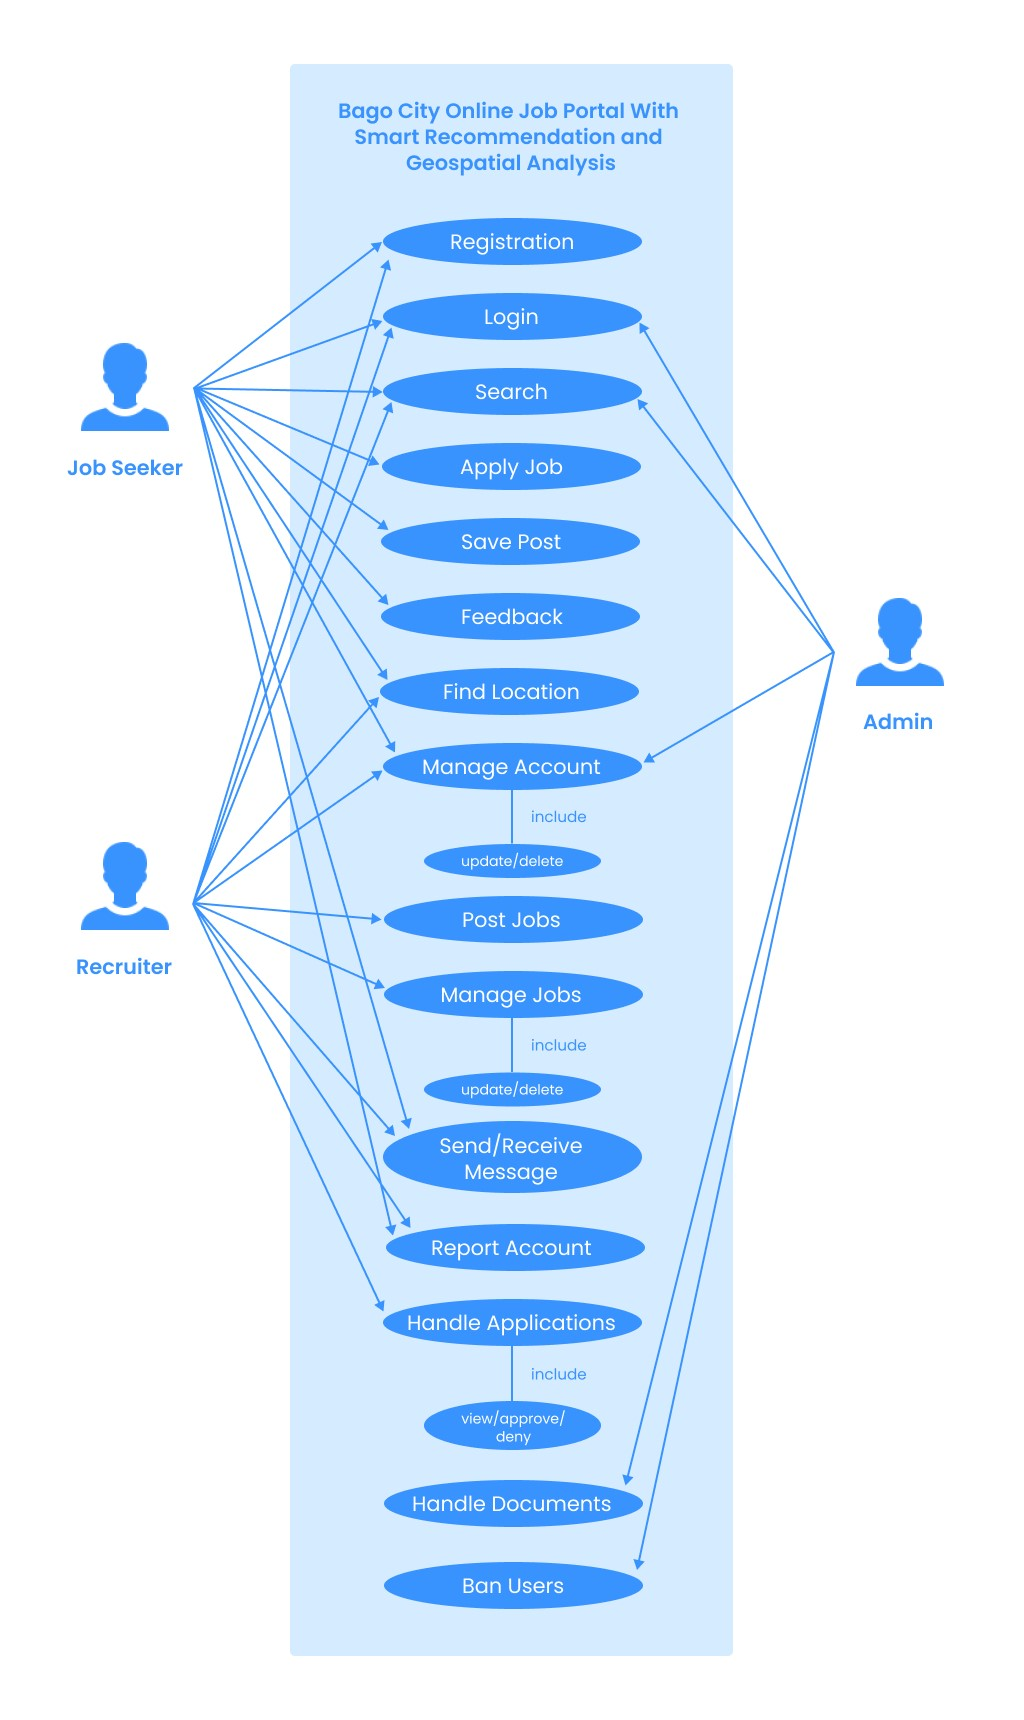 Bago City Online Job Portal With
Smart Recommendation and
Geospatial Analysis
Registration
Login
Search
Job Seeker
Apply Job
Save Post
Feedback
Find Location
Admin
Manage Account
include
update/delete
Post Jobs
Recruiter
Manage Jobs
include
update/delete
Send/Receive
Message
Report Account
Handle Applications
include
view/approve/
deny
Handle Documents
Ban Users